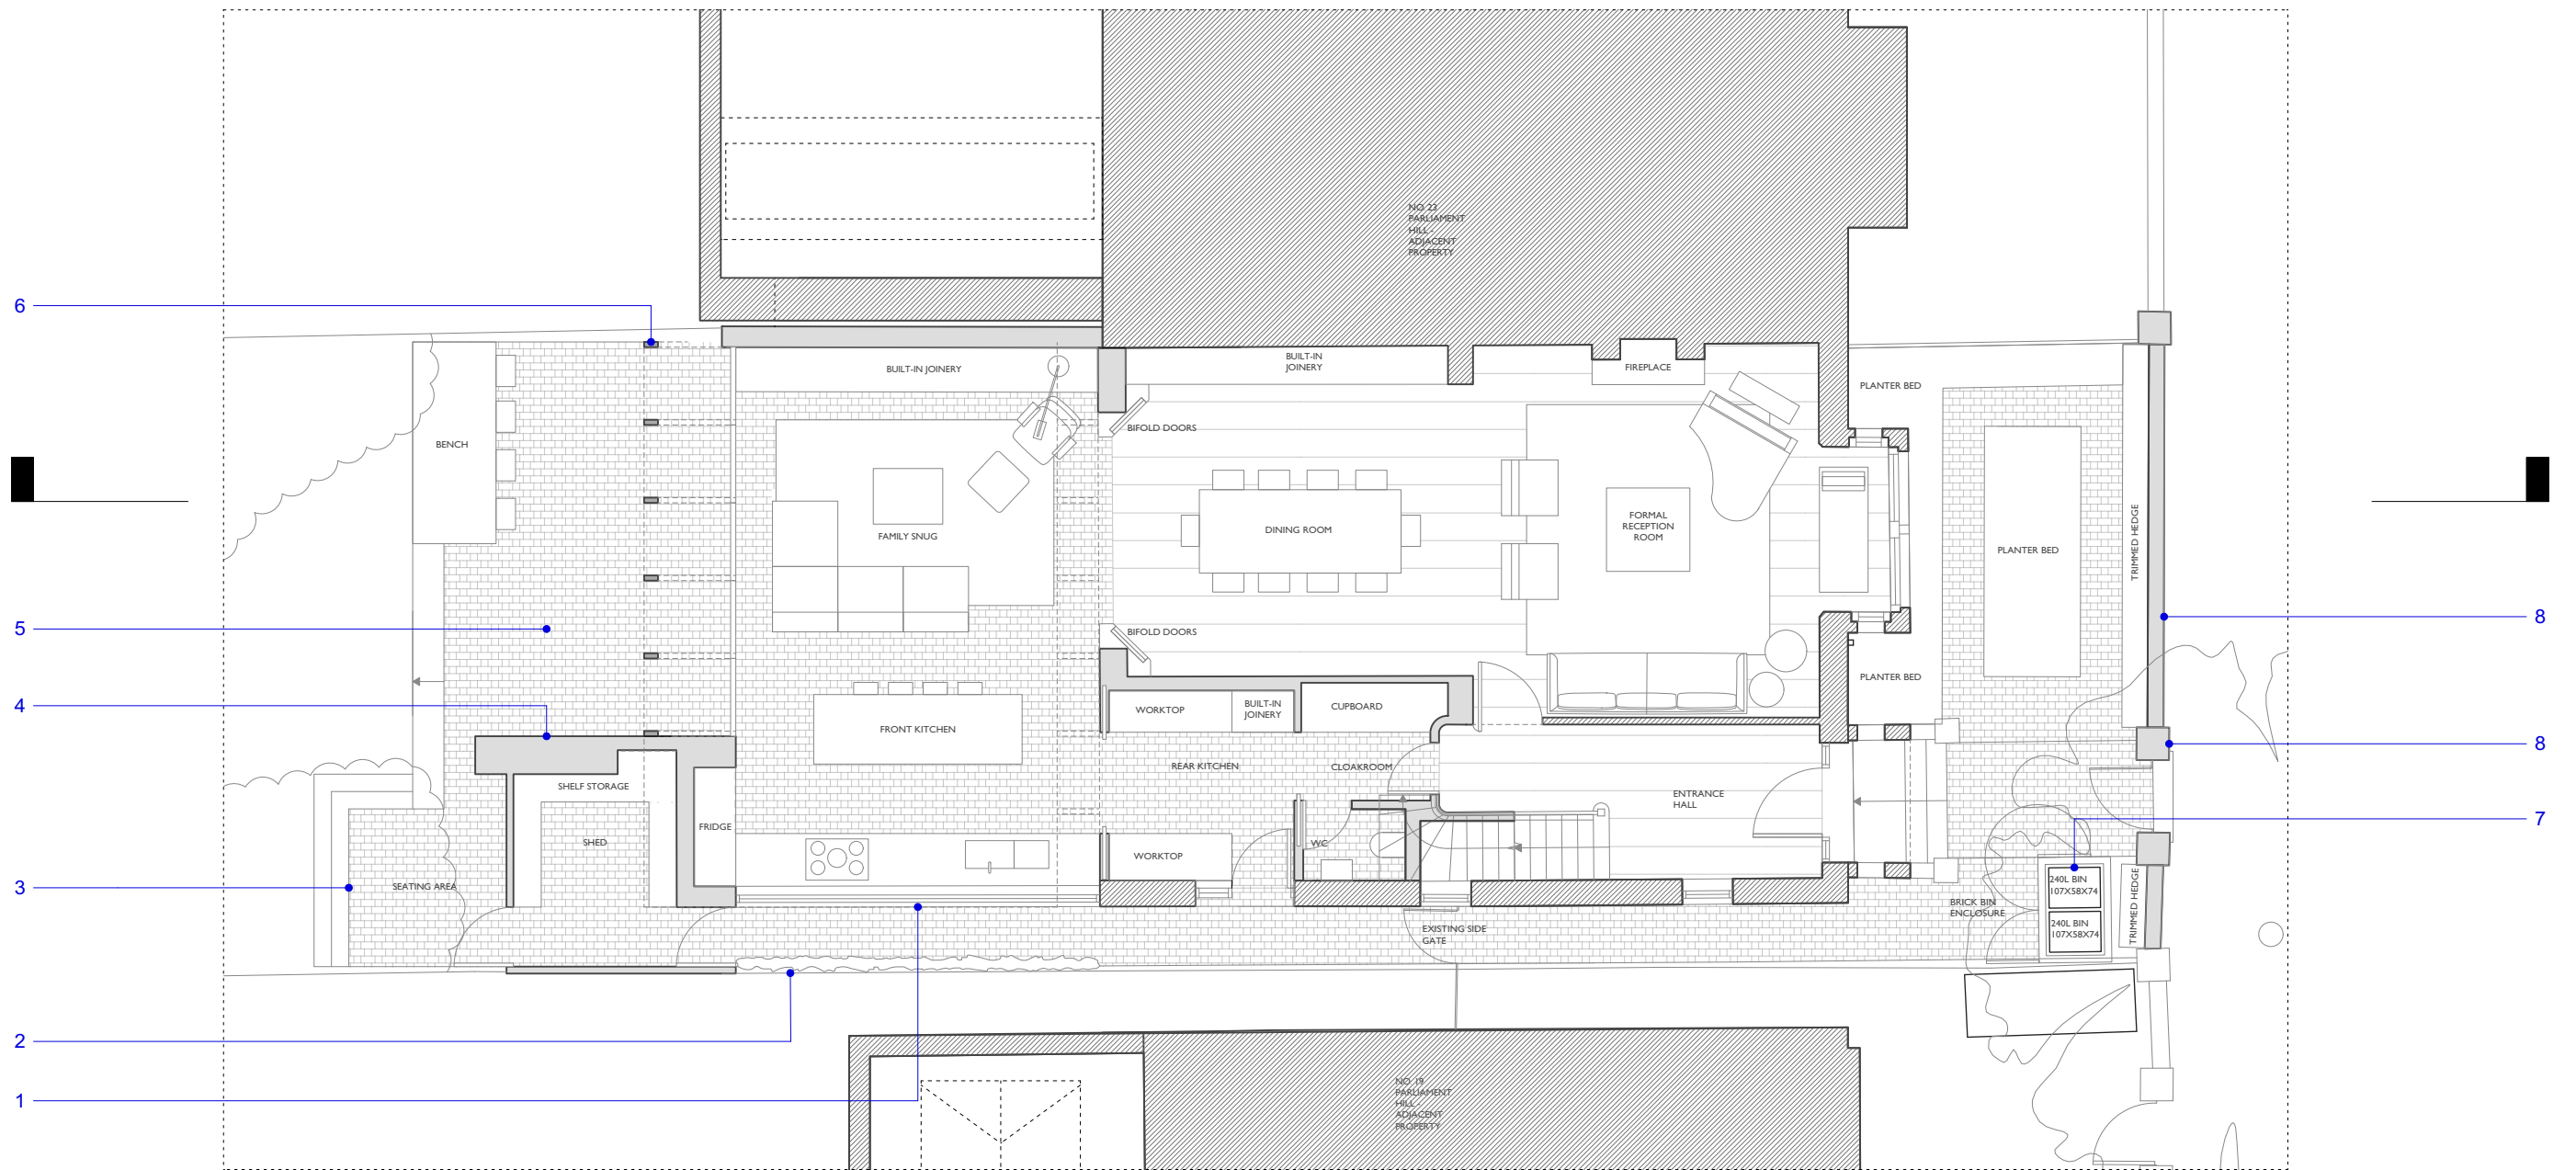 NO 23
PARLIAMENT
HILL -
ADJACENT
PROPERTY
6
BUILT-IN JOINERY
BUILT-IN
JOINERY
FIREPLACE
PLANTER BED
BENCH
BIFOLD DOORS
FAMILY SNUG
DINING ROOM
FORMAL
RECEPTION
ROOM
PLANTER BED
TRIMMED HEDGE
5
8
BIFOLD DOORS
PLANTER BED
4
WORKTOP
BUILT-IN
JOINERY
CUPBOARD
FRONT KITCHEN
8
REAR KITCHEN
CLOAKROOM
SHELF STORAGE
ENTRANCE
HALL
FRIDGE
7
SHED
WC
WORKTOP
3
SEATING AREA
240L BIN
107X58X74
BRICK BIN
ENCLOSURE
TRIMMED HEDGE
240L BIN
107X58X74
EXISTING SIDE
GATE
2
1
NO 19
PARLIAMENT
HILL -
ADJACENT
PROPERTY